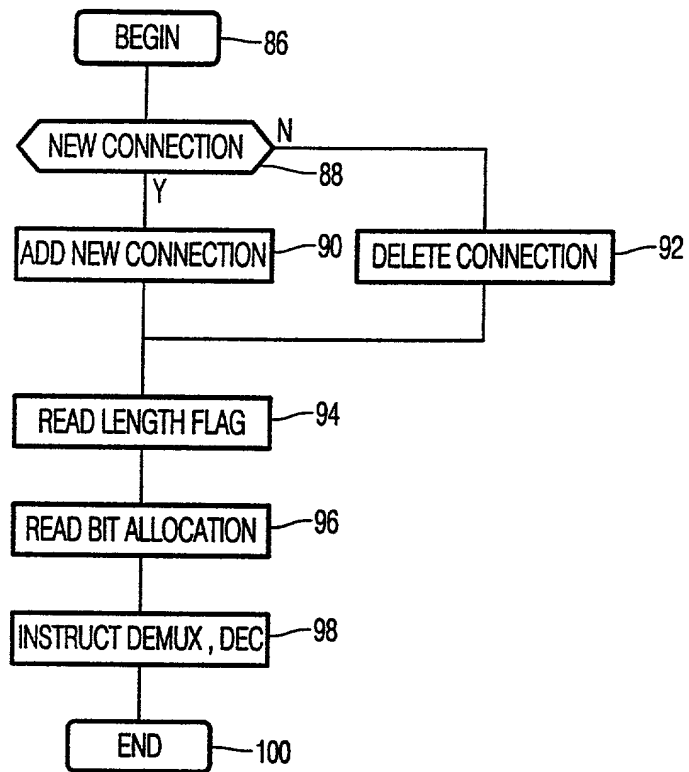 BEGIN
86
NEW CONNECTION
N
88
Y
ADD NEW CONNECTION
90
DELETE CONNECTION
92
READ LENGTH FLAG
94
READ BIT ALLOCATION
96
INSTRUCT DEMUX , DEC
98
END
100